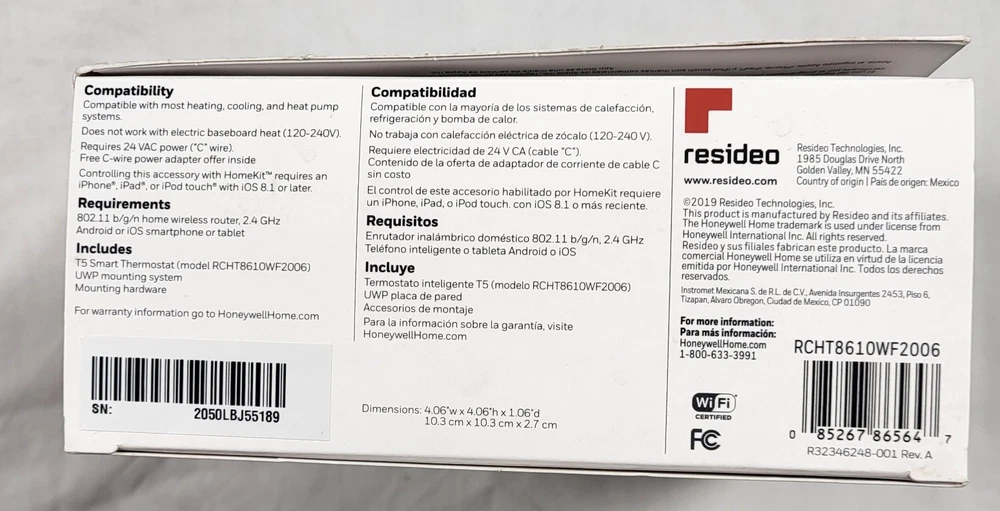 Compatibility
Compatible with most heating, cooling, and heat pump
systems.
Does not work with electric baseboard heat (120-240V).
Requires 24 VAC power ("C" wire).
Free C-wire power adapter offer inside
Controlling this accessory with HomeKit™ requires an
iPhone®, iPad®, or iPod touch® with iOS 8.1 or later.
Requirements
802.11 b/g/n home wireless router, 2.4 GHz
Android or iOS smartphone or tablet
Includes
T5 Smart Thermostat (model RCHT8610WF2006)
UWP mounting system
Mounting hardware
For warranty information go to HoneywellHome.com
SN: 2050LBJ55189
Compatibilidad
Compatible con la mayoría de los sistemas de calefacción,
refrigeración y bomba de calor.
No trabaja con calefacción eléctrica de zócalo (120-240 V).
Requiere electricidad de 24 V CA (cable "C").
Contenido de la oferta de adaptador de corriente de cable C
sin costo
El control de este accesorio habilitado por HomeKit requiere
un iPhone, iPad, o iPod touch. con iOS 8.1 o más reciente.
Requisitos
Enrutador inalámbrico doméstico 802.11 b/g/n, 2.4 GHz
Teléfono inteligente o tableta Android o iOS
Incluye
Termostato inteligente T5 (modelo RCHT8610WF2006)
UWP placa de pared
Accesorios de montaje
Para la información sobre la garantía, visite
HoneywellHome.com
Dimensions: 4.06"w x 4.06"h x 1.06"d
10.3 cm x 10.3 cm x 2.7 cm
resideo
www.resideo.com
Resideo Technologies, Inc.
1985 Douglas Drive North
Golden Valley, MN 55422
Country of origin | País de origen: Mexico
©2019 Resideo Technologies, Inc.
This product is manufactured by Resideo and its affiliates.
The Honeywell Home trademark is used under license from
Honeywell International Inc. All rights reserved.
Resideo y sus filiales fabrican este producto. La marca
comercial Honeywell Home se utiliza en virtud de la licencia
emitida por Honeywell International Inc. Todos los derechos
reservados.
Instromet Mexicana S. de R.L. de C.V., Avenida Insurgentes 2453, Piso 6,
Tizapan, Alvaro Obregon, Ciudad de Mexico, CP 01090
For more information:
Para más información:
HoneywellHome.com
1-800-633-3991
Wi Fi
CERTIFIED
FC
RCHT8610WF2006
0 85267 86564 7
R32346248-001 Rev. A